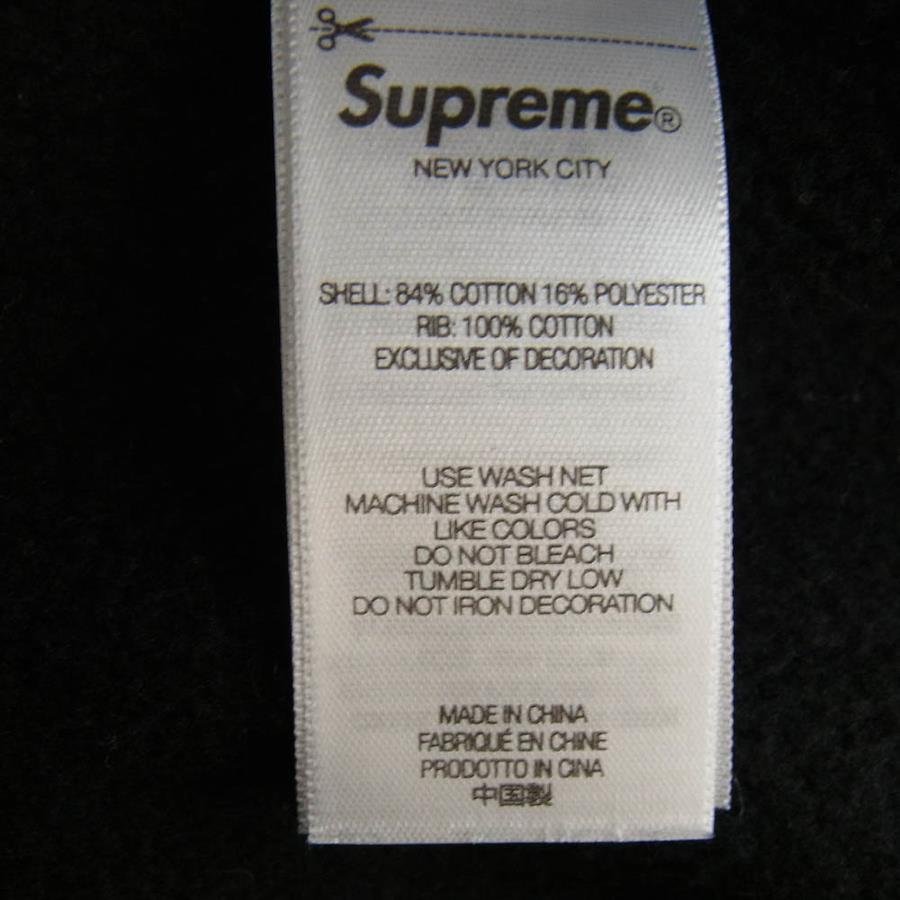 Supreme®
NEW YORK CITY
SHELL: 84% COTTON 16% POLYESTER
RIB: 100% COTTON
EXCLUSIVE OF DECORATION
USE WASH NET
MACHINE WASH COLD WITH
LIKE COLORS
DO NOT BLEACH
TUMBLE DRY LOW
DO NOT IRON DECORATION
MADE IN CHINA
FABRIQUÉ EN CHINE
PRODOTTO IN CINA
中国製